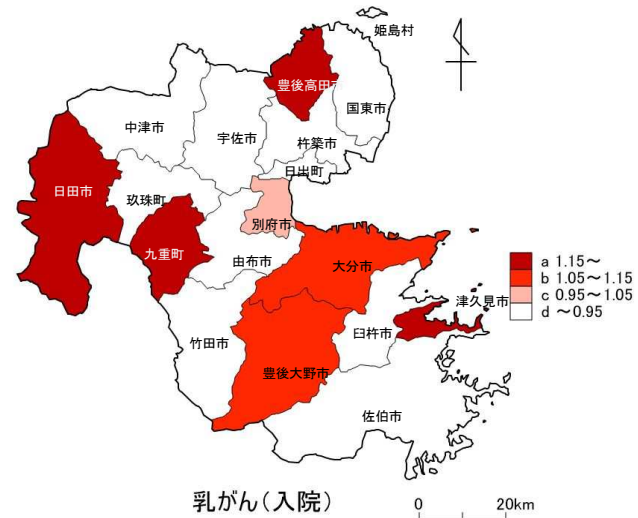 姫島村
豊後高田市
国東市
中津市
宇佐市
杵築市
日出町
日田市
玖珠町
別府市
九重町
由布市
大分市
a 1.15～
b 1.05～1.15
c 0.95～1.05
d ～0.95
津久見市
竹田市
臼杵市
豊後大野市
佐伯市
乳がん(入院)
0 20km